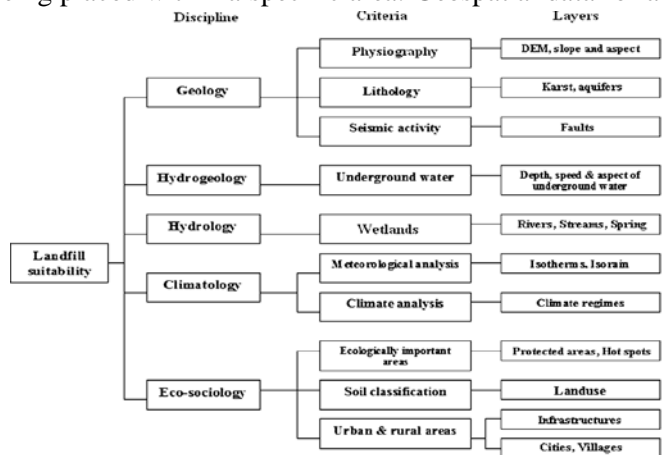 Discipline Criteria Layers
Physiography DEM, slope and aspect
Geology Lithology Karst, aquifers
Seismic activity Faults
Hydrogeology Underground water Depth, speed & aspect of
underground water
Hydrology Wetlands Rivers, Streams, Spring
Landfill
suitability
Meteorological analysis Isotherms. Isorain
Climatology
Climate analysis Climate regimes
Ecologically important
areas
Protected areas, Hot spots
Eco-sociology Soil classification Landuse
Urban & rural areas Infrastructures
Cities, Villages